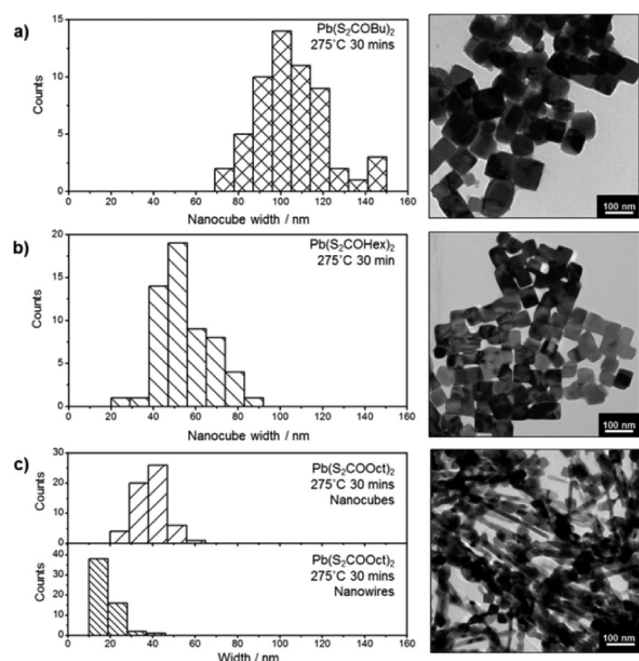 a)
Pb(S₂COBu)₂
275°C 30 mins
Counts
15
10
5
0
0 20 40 60 80 100 120 140 160
Nanocube width / nm
100 nm
b)
Pb(S₂COHex)₂
275°C 30 min
Counts
20
15
10
5
0
0 20 40 60 80 100 120 140 160
Nanocube width / nm
100 nm
c)
Pb(S₂COOct)₂
275°C 30 mins
Nanocubes
Counts
30
20
10
0
Pb(S₂COOct)₂
275°C 30 mins
Nanowires
Counts
40
30
20
10
0
0 20 40 60 80 100 120 140 160
Width / nm
100 nm